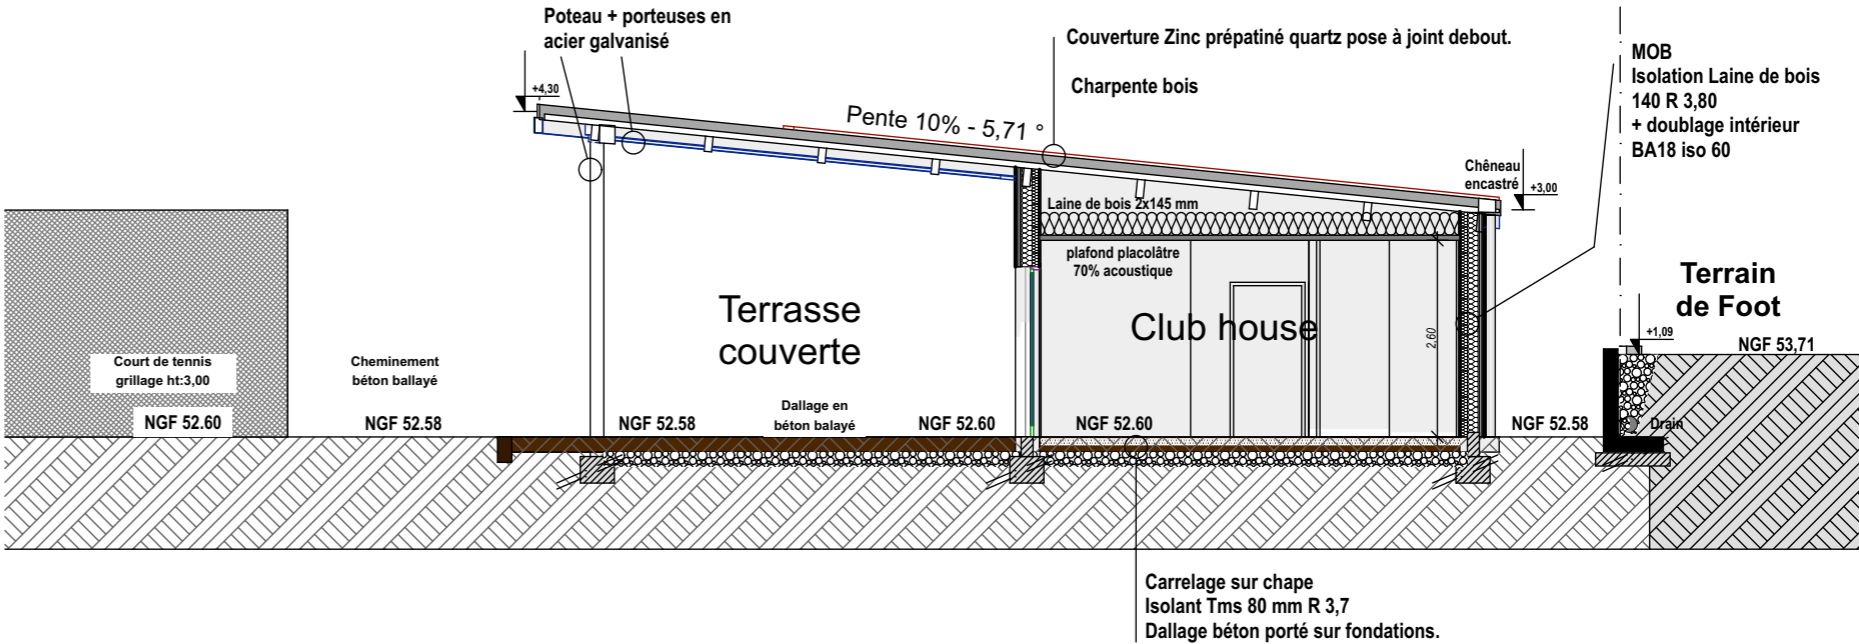 Poteau + porteuses en
acier galvanisé
Couverture Zinc prépatiné quartz pose à joint debout.
Charpente bois
MOB
Isolation Laine de bois
140 R 3,80
+ doublage intérieur
BA18 iso 60
+4,30
Pente 10% - 5,71 °
Chêneau
encastré
+3,00
Laine de bois 2x145 mm
plafond placolâtre
70% acoustique
Terrasse
couverte
Club house
2.60
Terrain
de Foot
+1,09
NGF 53,71
Court de tennis
grillage ht:3,00
NGF 52.60
Cheminement
béton ballayé
NGF 52.58
NGF 52.58
Dallage en
béton balayé
NGF 52.60
NGF 52.60
NGF 52.58
Drain
Carrelage sur chape
Isolant Tms 80 mm R 3,7
Dallage béton porté sur fondations.